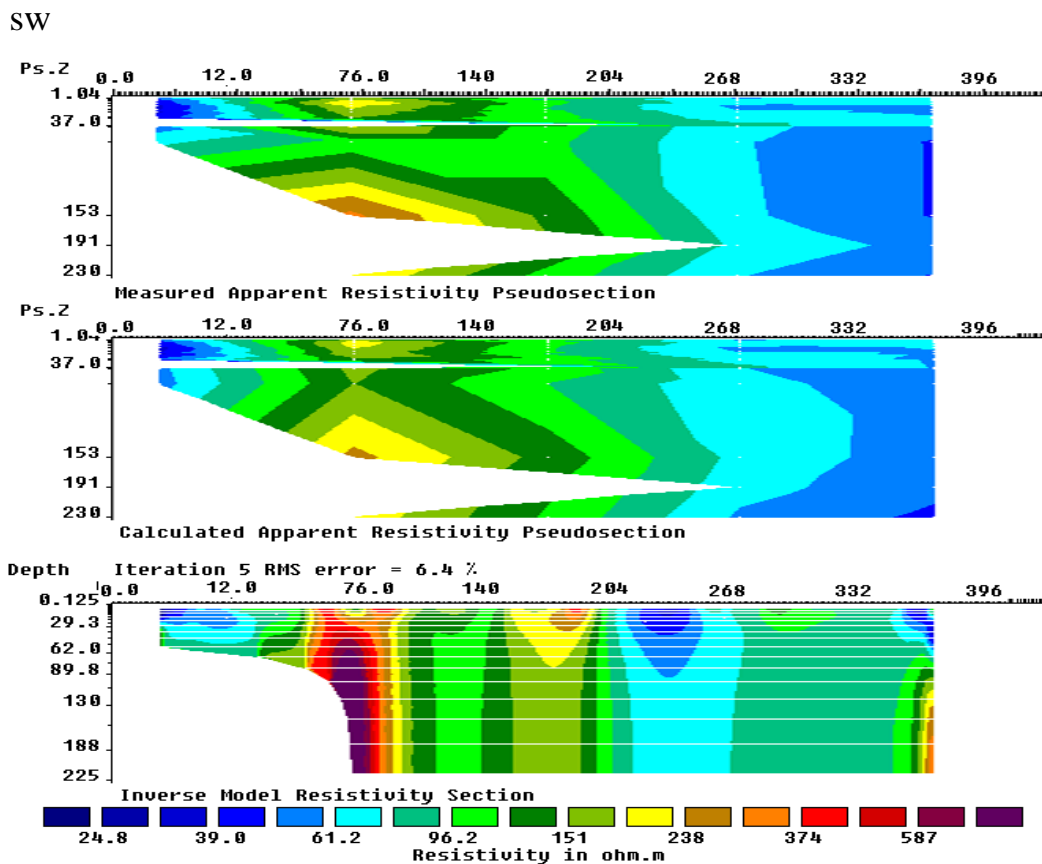 SW
Ps.Z 0.0 12.0 76.0 140 204 268 332 396
1.04
37.0
153
191
230
Measured Apparent Resistivity Pseudosection
Ps.Z 0.0 12.0 76.0 140 204 268 332 396
1.04
37.0
153
191
230
Calculated Apparent Resistivity Pseudosection
Depth Iteration 5 RMS error = 6.4 %
0.0 12.0 76.0 140 204 268 332 396
0.125
29.3
62.0
89.8
130
188
225
Inverse Model Resistivity Section
24.8 39.0 61.2 96.2 151 238 374 587
Resistivity in ohm.m